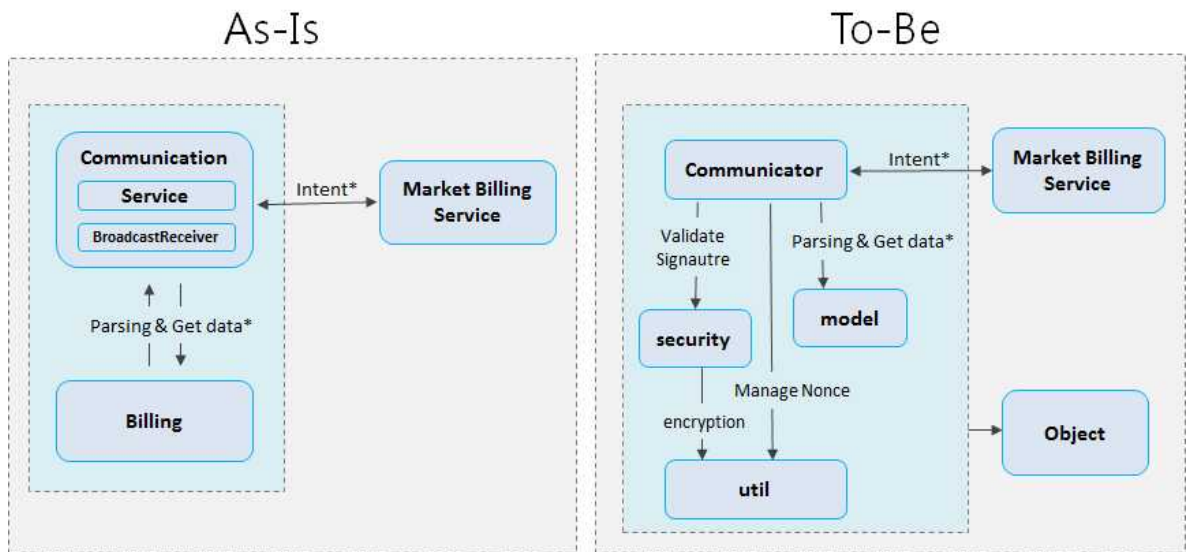 As-Is
Communication
Service
BroadcastReceiver
Intent*
Market Billing
Service
Parsing & Get data*
Billing
To-Be
Communicator
Intent*
Market Billing
Service
Validate
Signautre
Parsing & Get data*
security
model
Manage Nonce
encryption
util
Object